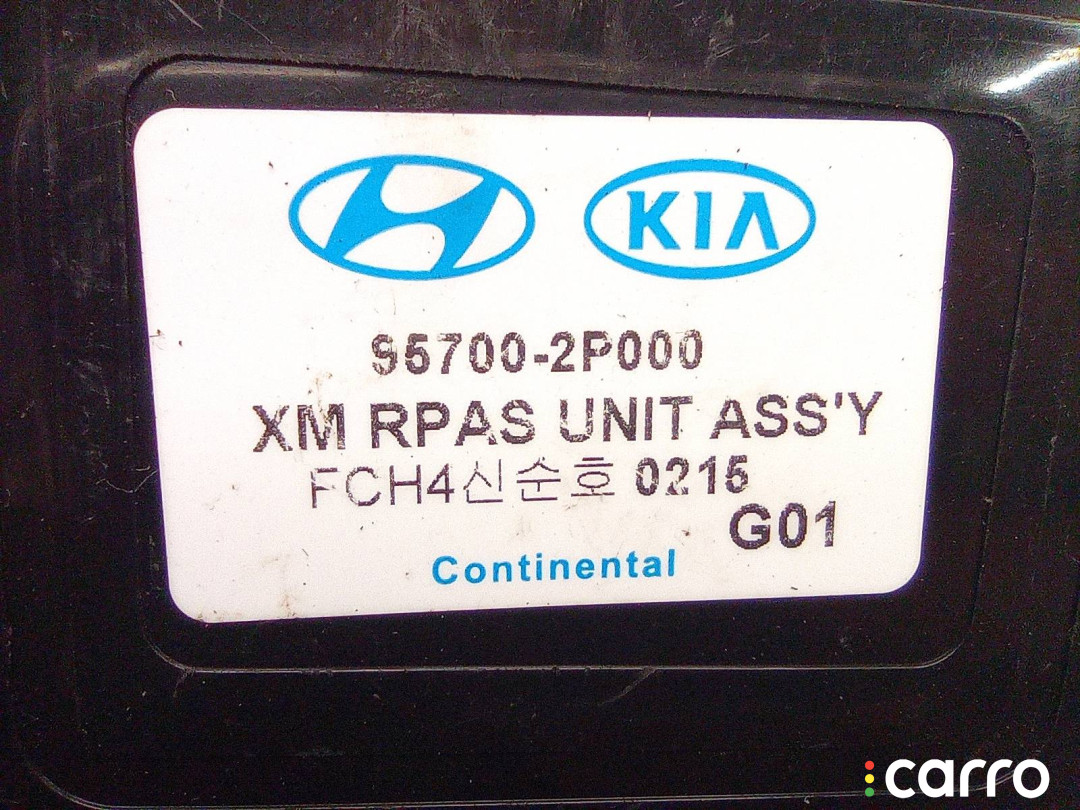 KIA
95700-2P000
XM RPAS UNIT ASS'Y
FCH4신순호 0215
G01
Continental
carro